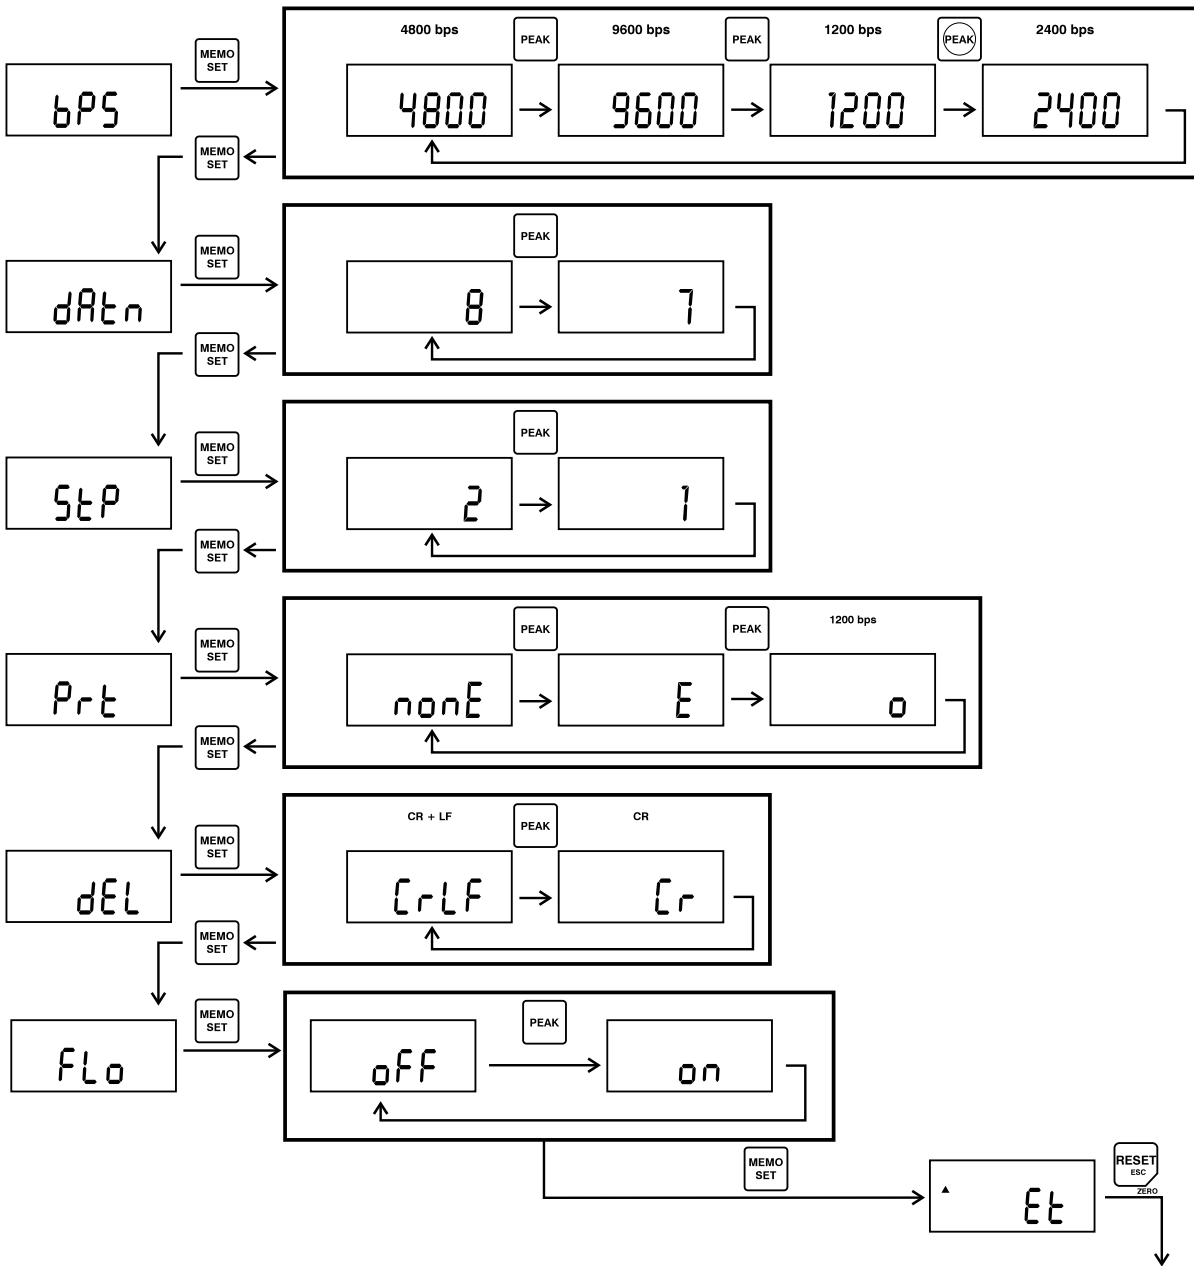 4800 bps PEAK 9600 bps PEAK 1200 bps PEAK 2400 bps
MEMO
SET
bPS 4800 9600 1200 2400
MEMO
SET
PEAK
MEMO
SET
dAtn 8 7
MEMO
SET
PEAK
MEMO
SET
StP 2 1
MEMO
SET
PEAK PEAK 1200 bps
MEMO
SET
Prt nonE E o
MEMO
SET
CR + LF PEAK CR
MEMO
SET
dEL CrLF Cr
MEMO
SET
MEMO
SET
PEAK
FLo oFF on
MEMO
SET
RESET
ESC
ZERO
Et